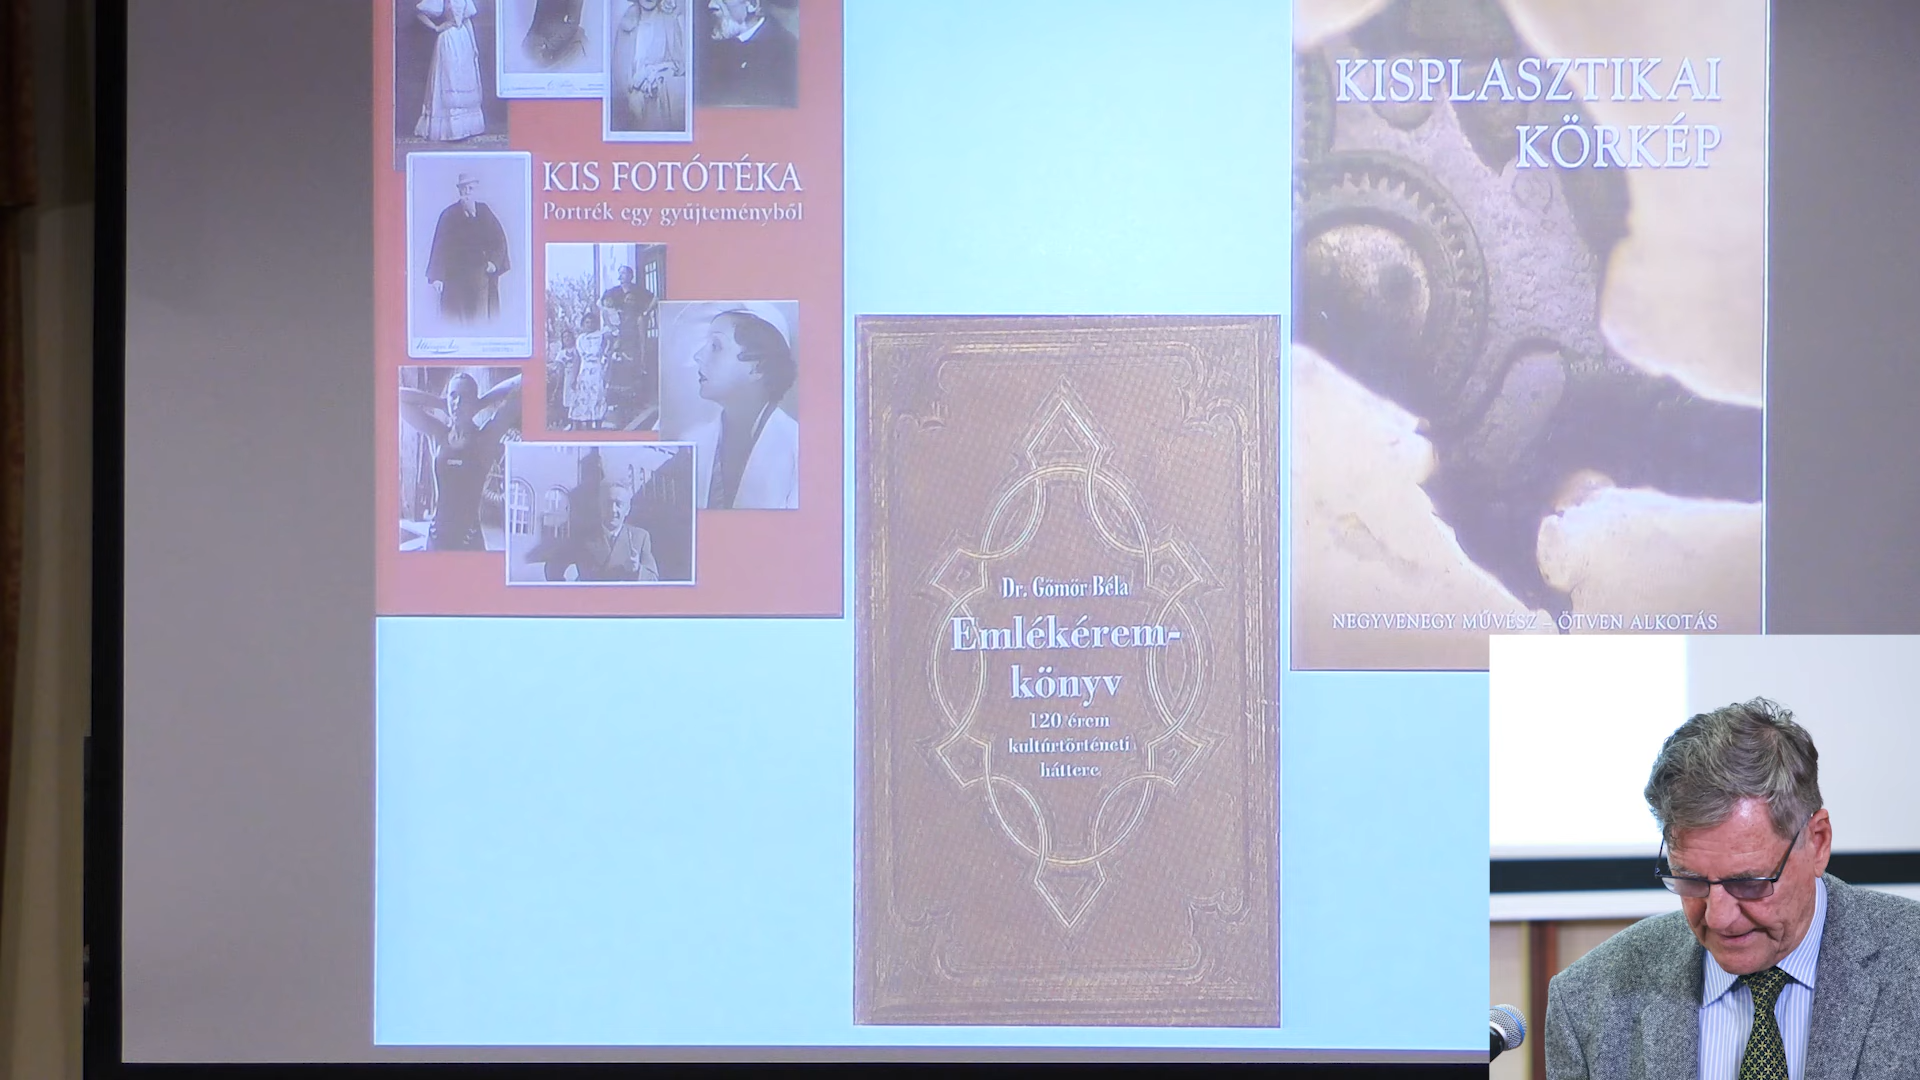 KIS FOTÓTÉKA
Portrék egy gyűjteményből
Dr. Gömör Béla
Emlékérem-
könyv
120 érem
kultúrtörténeti
háttere
KISPLASZTIKAI
KÖRKÉP
NEGYVENEGY MŰVÉSZ – ÖTVEN ALKOTÁS